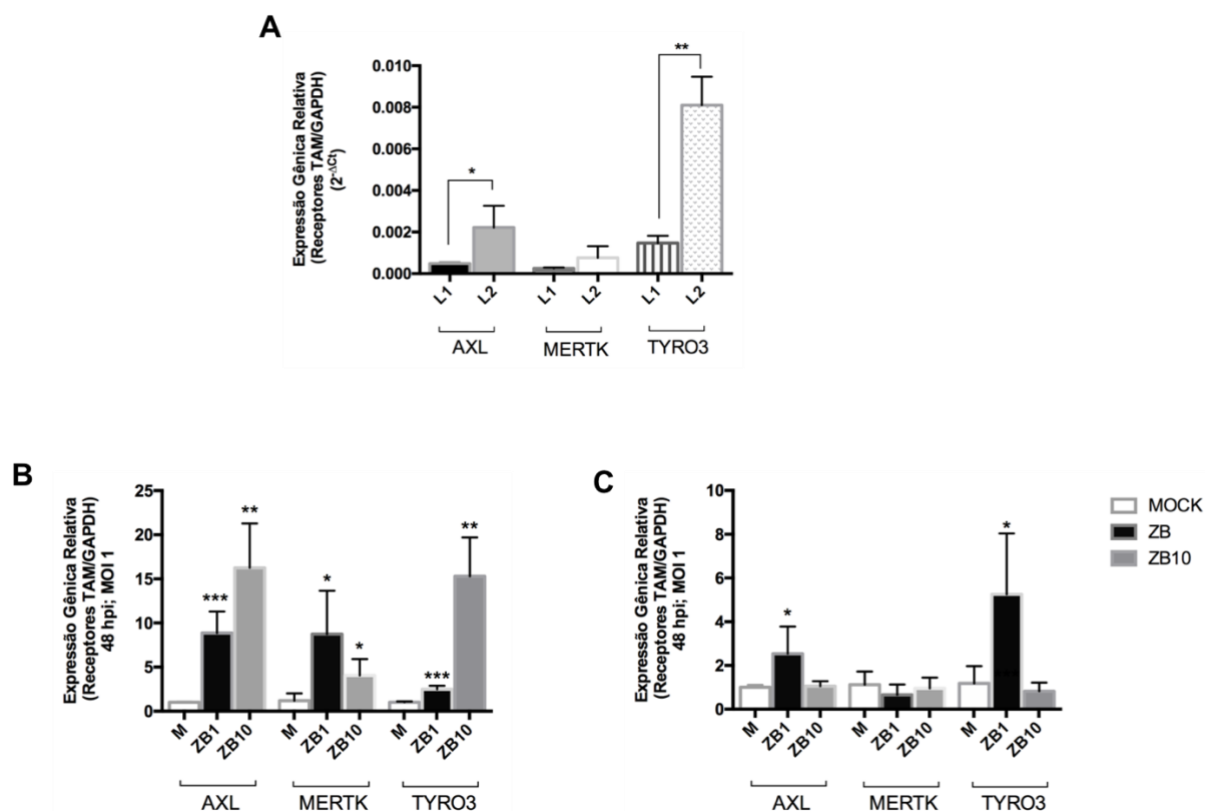 A
Expressão Gênica Relativa
(Receptores TAM/GAPDH)
(2^-ΔCt)
0.010
0.008
0.006
0.004
0.002
0.000
*
**
L1 L2 L1 L2 L1 L2
AXL MERTK TYRO3
B
Expressão Gênica Relativa
(Receptores TAM/GAPDH)
48 hpi; MOI 1
25
20
15
10
5
0
*** ** * * *** **
M ZB1 ZB10 M ZB1 ZB10 M ZB1 ZB10
AXL MERTK TYRO3
C
Expressão Gênica Relativa
(Receptores TAM/GAPDH)
48 hpi; MOI 1
10
8
6
4
2
0
* *
***
M ZB1 ZB10 M ZB1 ZB10 M ZB1 ZB10
AXL MERTK TYRO3
MOCK
ZB
ZB10